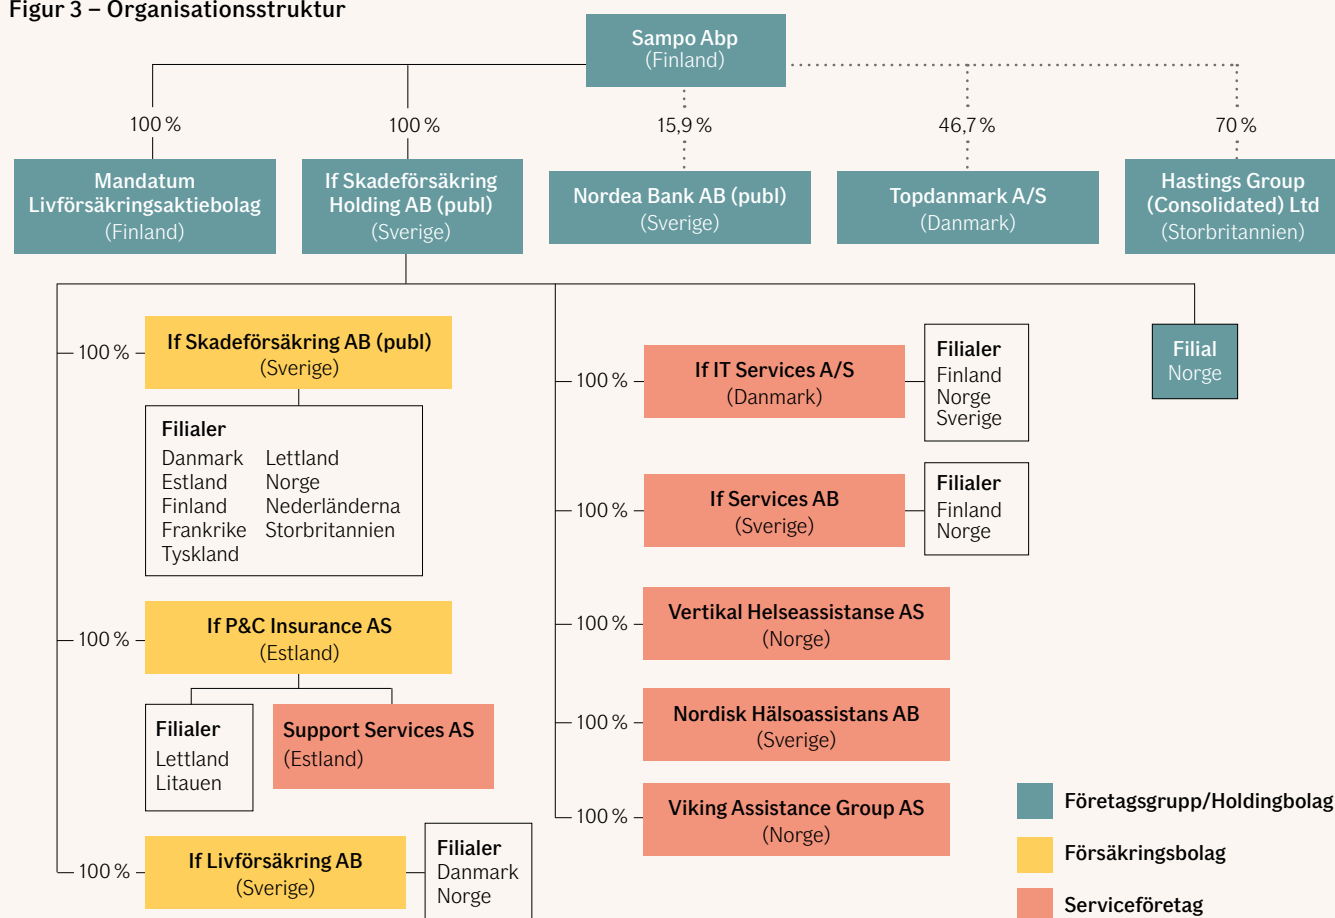 Figur 3 – Organisationsstruktur
Sampo Abp
(Finland)
100 %
100 %
15,9 %
46,7 %
70 %
Mandatum
Livförsäkringsaktiebolag
(Finland)
If Skadeförsäkring
Holding AB (publ)
(Sverige)
Nordea Bank AB (publ)
(Sverige)
Topdanmark A/S
(Danmark)
Hastings Group
(Consolidated) Ltd
(Storbritannien)
100 %
If Skadeförsäkring AB (publ)
(Sverige)
Filialer
Danmark Lettland
Estland Norge
Finland Nederländerna
Frankrike Storbritannien
Tyskland
100 %
If P&C Insurance AS
(Estland)
Filialer
Lettland
Litauen
Support Services AS
(Estland)
100 %
If Livförsäkring AB
(Sverige)
Filialer
Danmark
Norge
100 %
If IT Services A/S
(Danmark)
Filialer
Finland
Norge
Sverige
100 %
If Services AB
(Sverige)
Filialer
Finland
Norge
100 %
Vertikal Helseassistanse AS
(Norge)
100 %
Nordisk Hälsoassistans AB
(Sverige)
100 %
Viking Assistance Group AS
(Norge)
Filial
Norge
Företagsgrupp/Holdingbolag
Försäkringsbolag
Serviceföretag